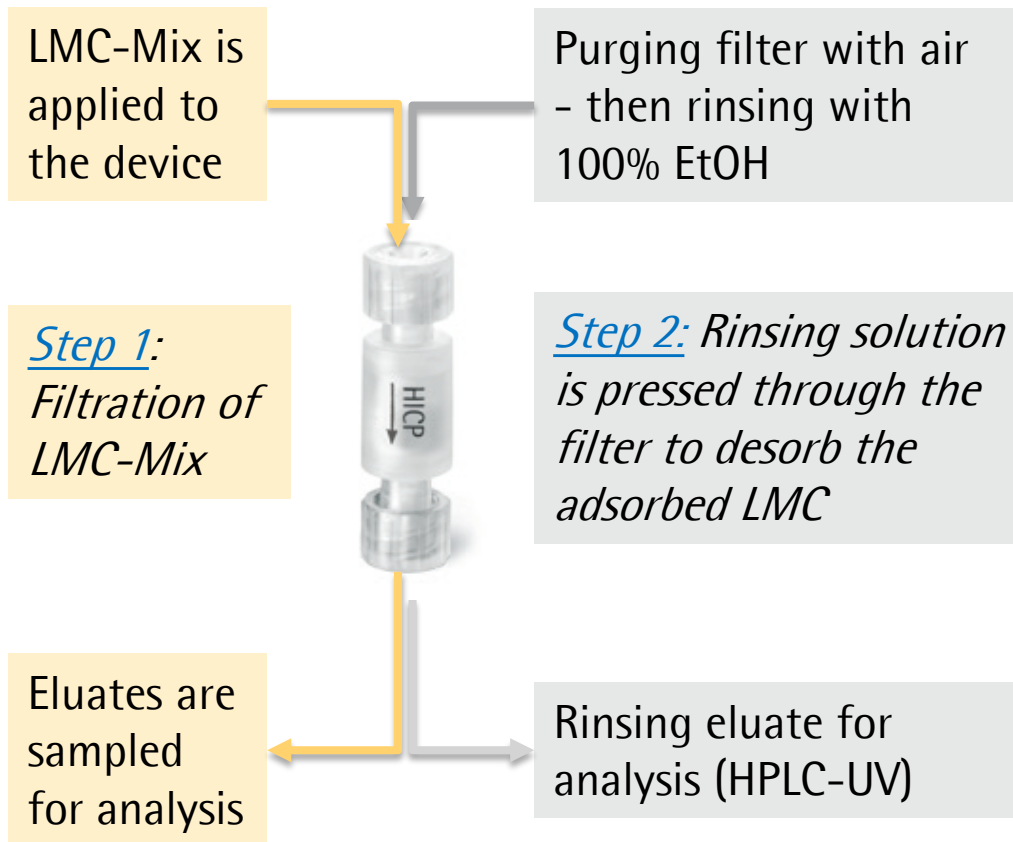 LMC-Mix is
applied to
the device
Purging filter with air
- then rinsing with
100% EtOH
Step 1:
Filtration of
LMC-Mix
HICP
Step 2: Rinsing solution
is pressed through the
filter to desorb the
adsorbed LMC
Eluates are
sampled
for analysis
Rinsing eluate for
analysis (HPLC-UV)